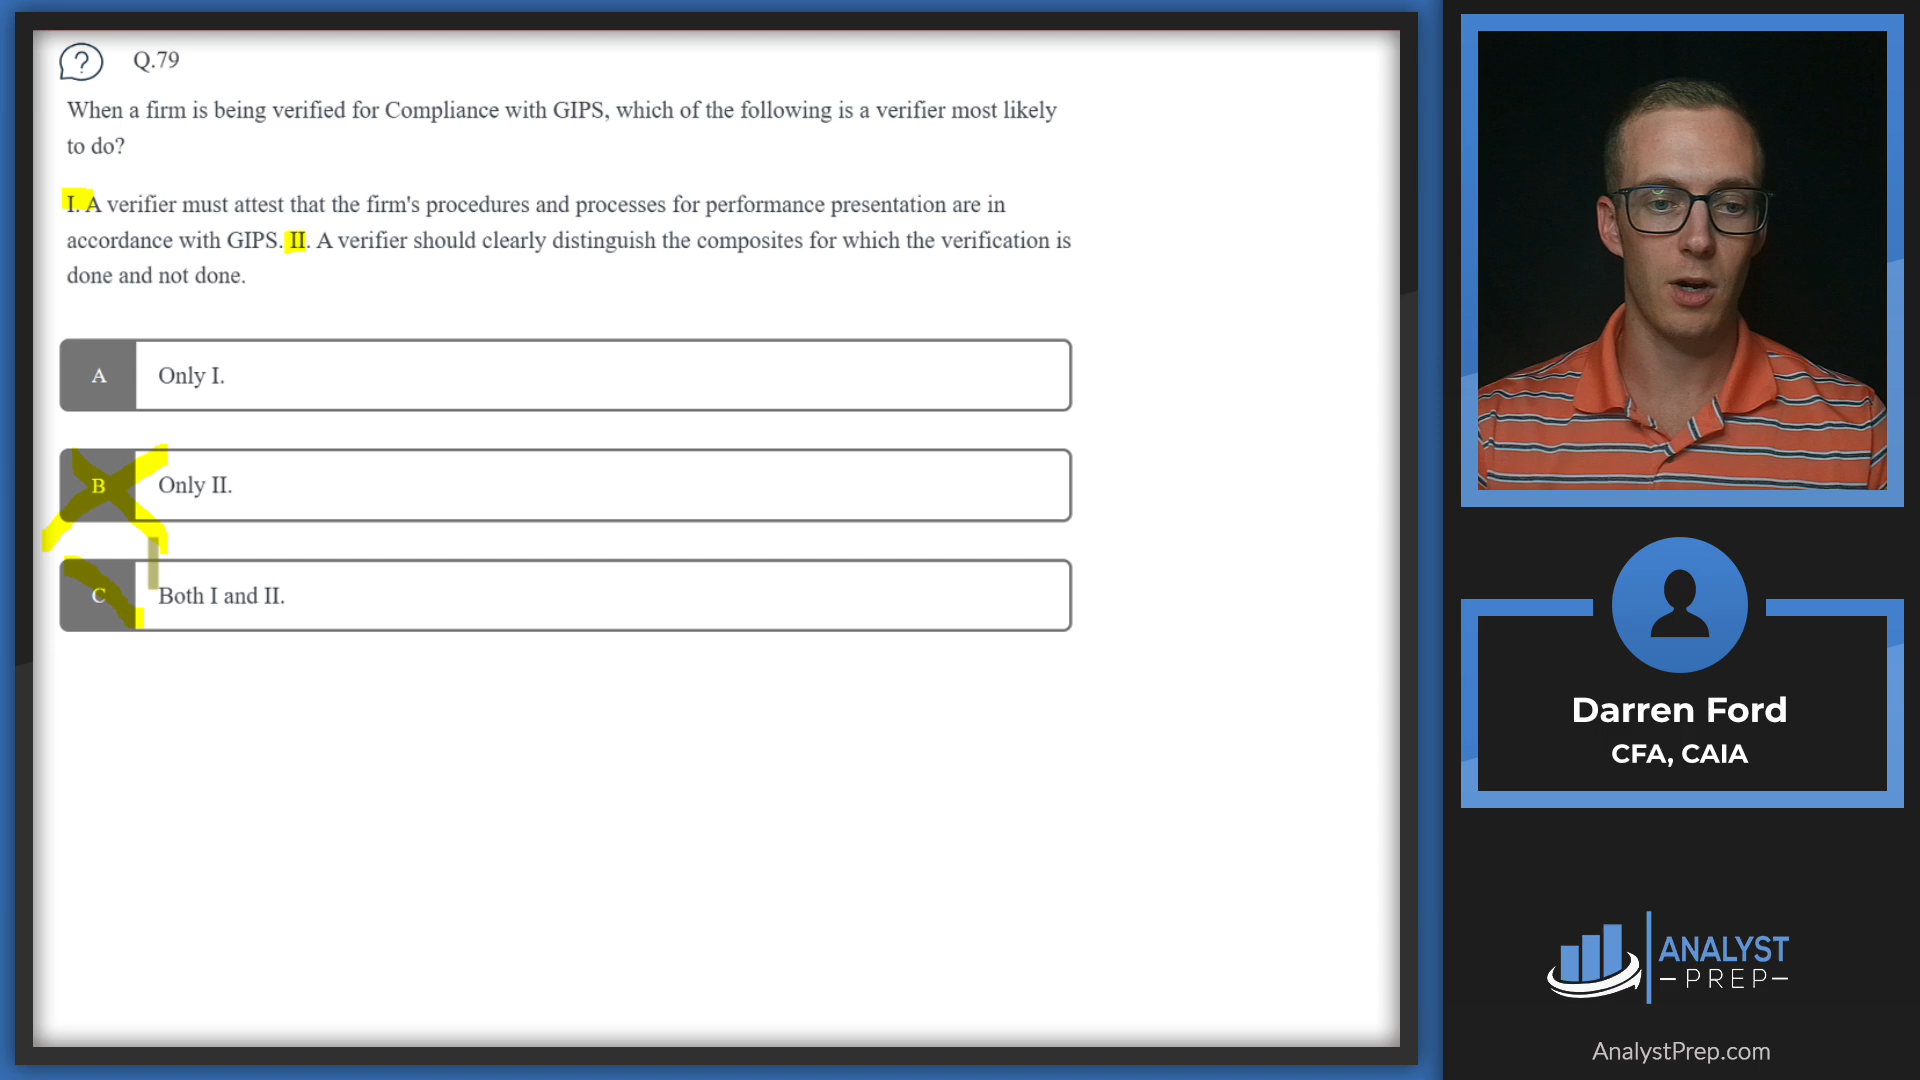 ?
Q.79
When a firm is being verified for Compliance with GIPS, which of the following is a verifier most likely
to do?
I. A verifier must attest that the firm's procedures and processes for performance presentation are in
accordance with GIPS. II. A verifier should clearly distinguish the composites for which the verification is
done and not done.
A
Only I.
B
Only II.
C
Both I and II.
Darren Ford
CFA, CAIA
ANALYST
PREP
AnalystPrep.com